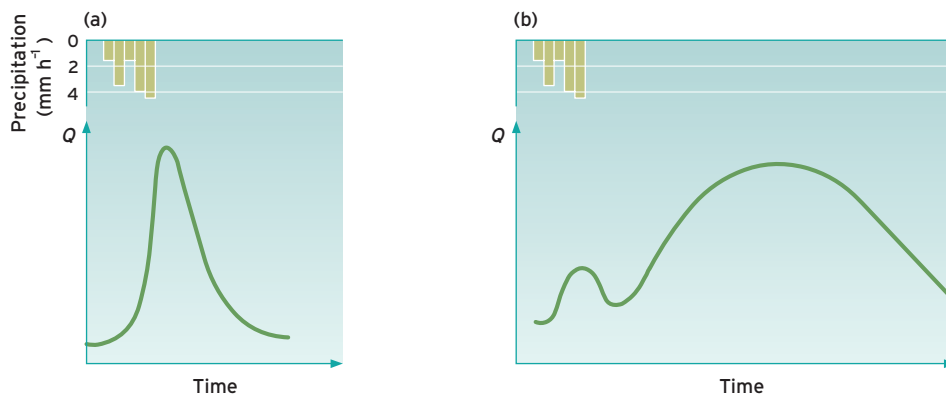 (a)
Precipitation
(mm h⁻¹)
0
2
4
Q
Time
(b)
Q
Time